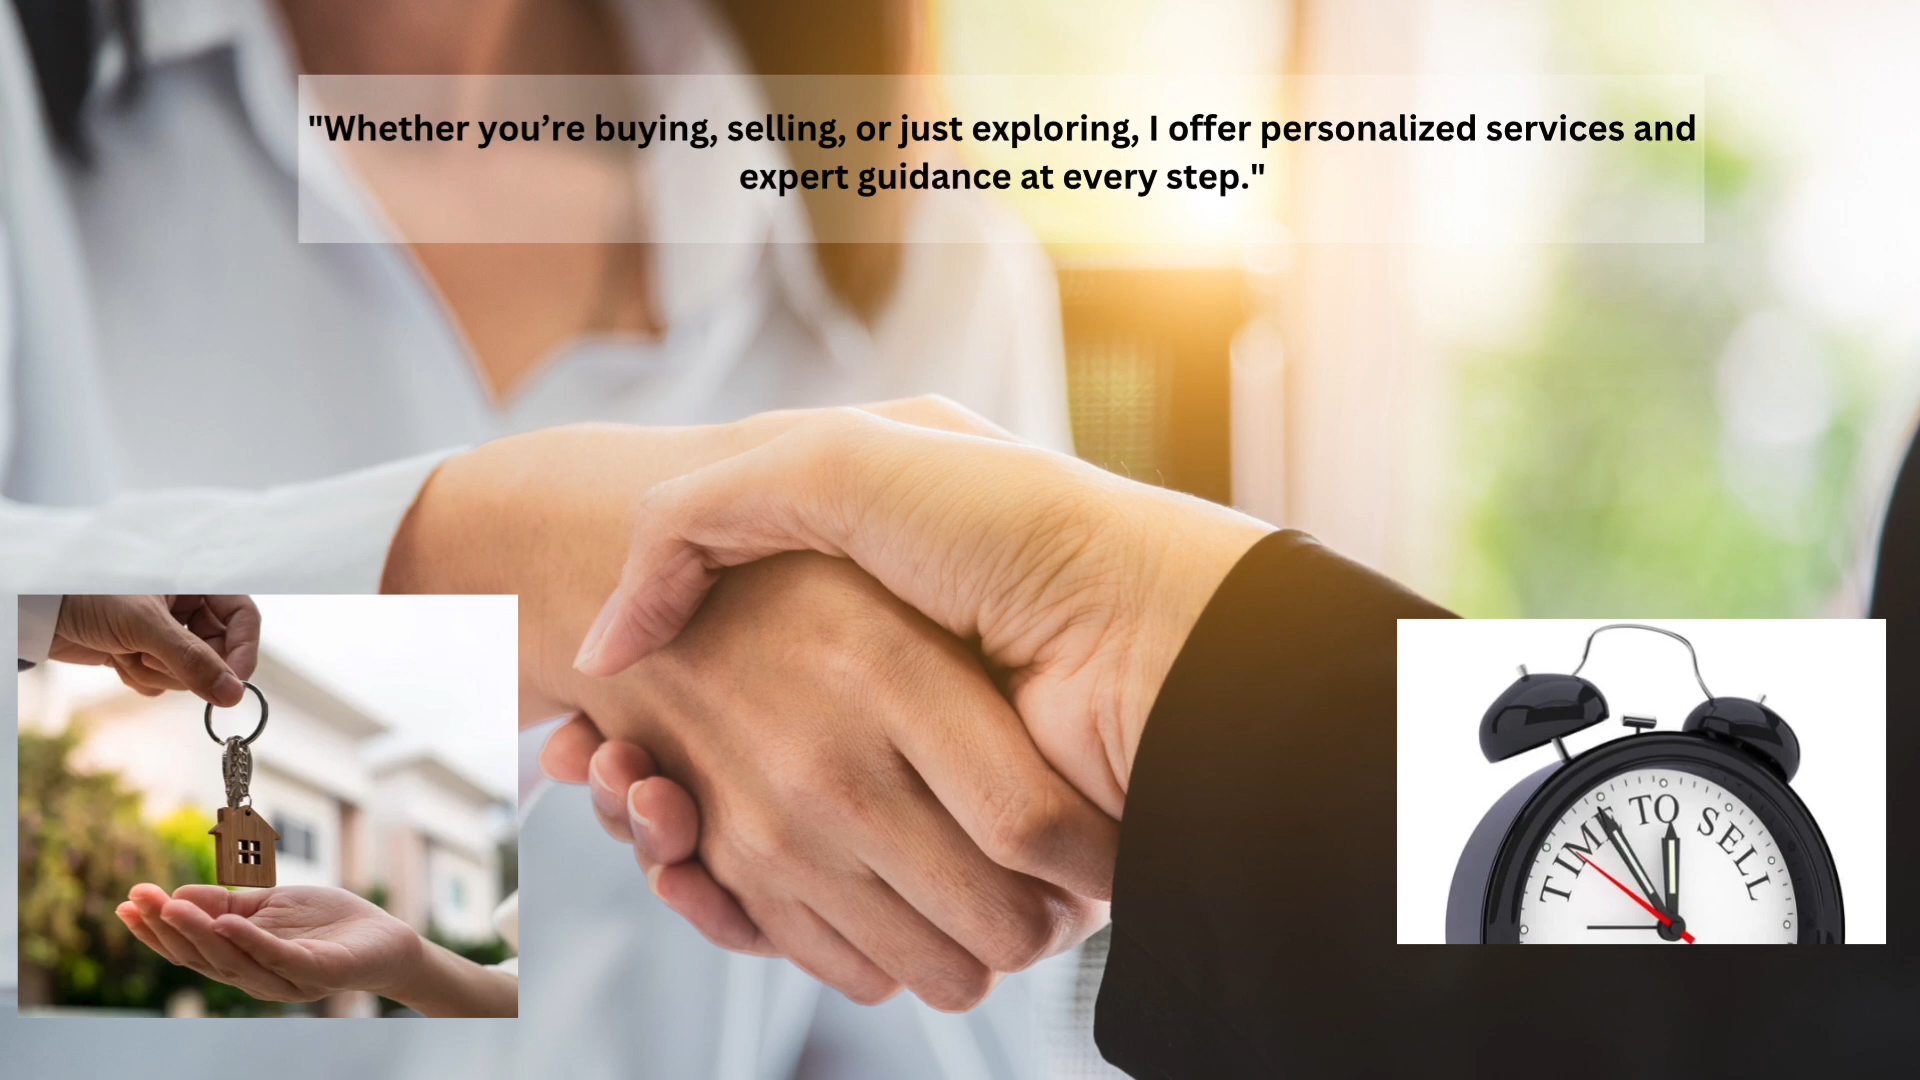 "Whether you’re buying, selling, or just exploring, I offer personalized services and
expert guidance at every step."
TIME TO SELL